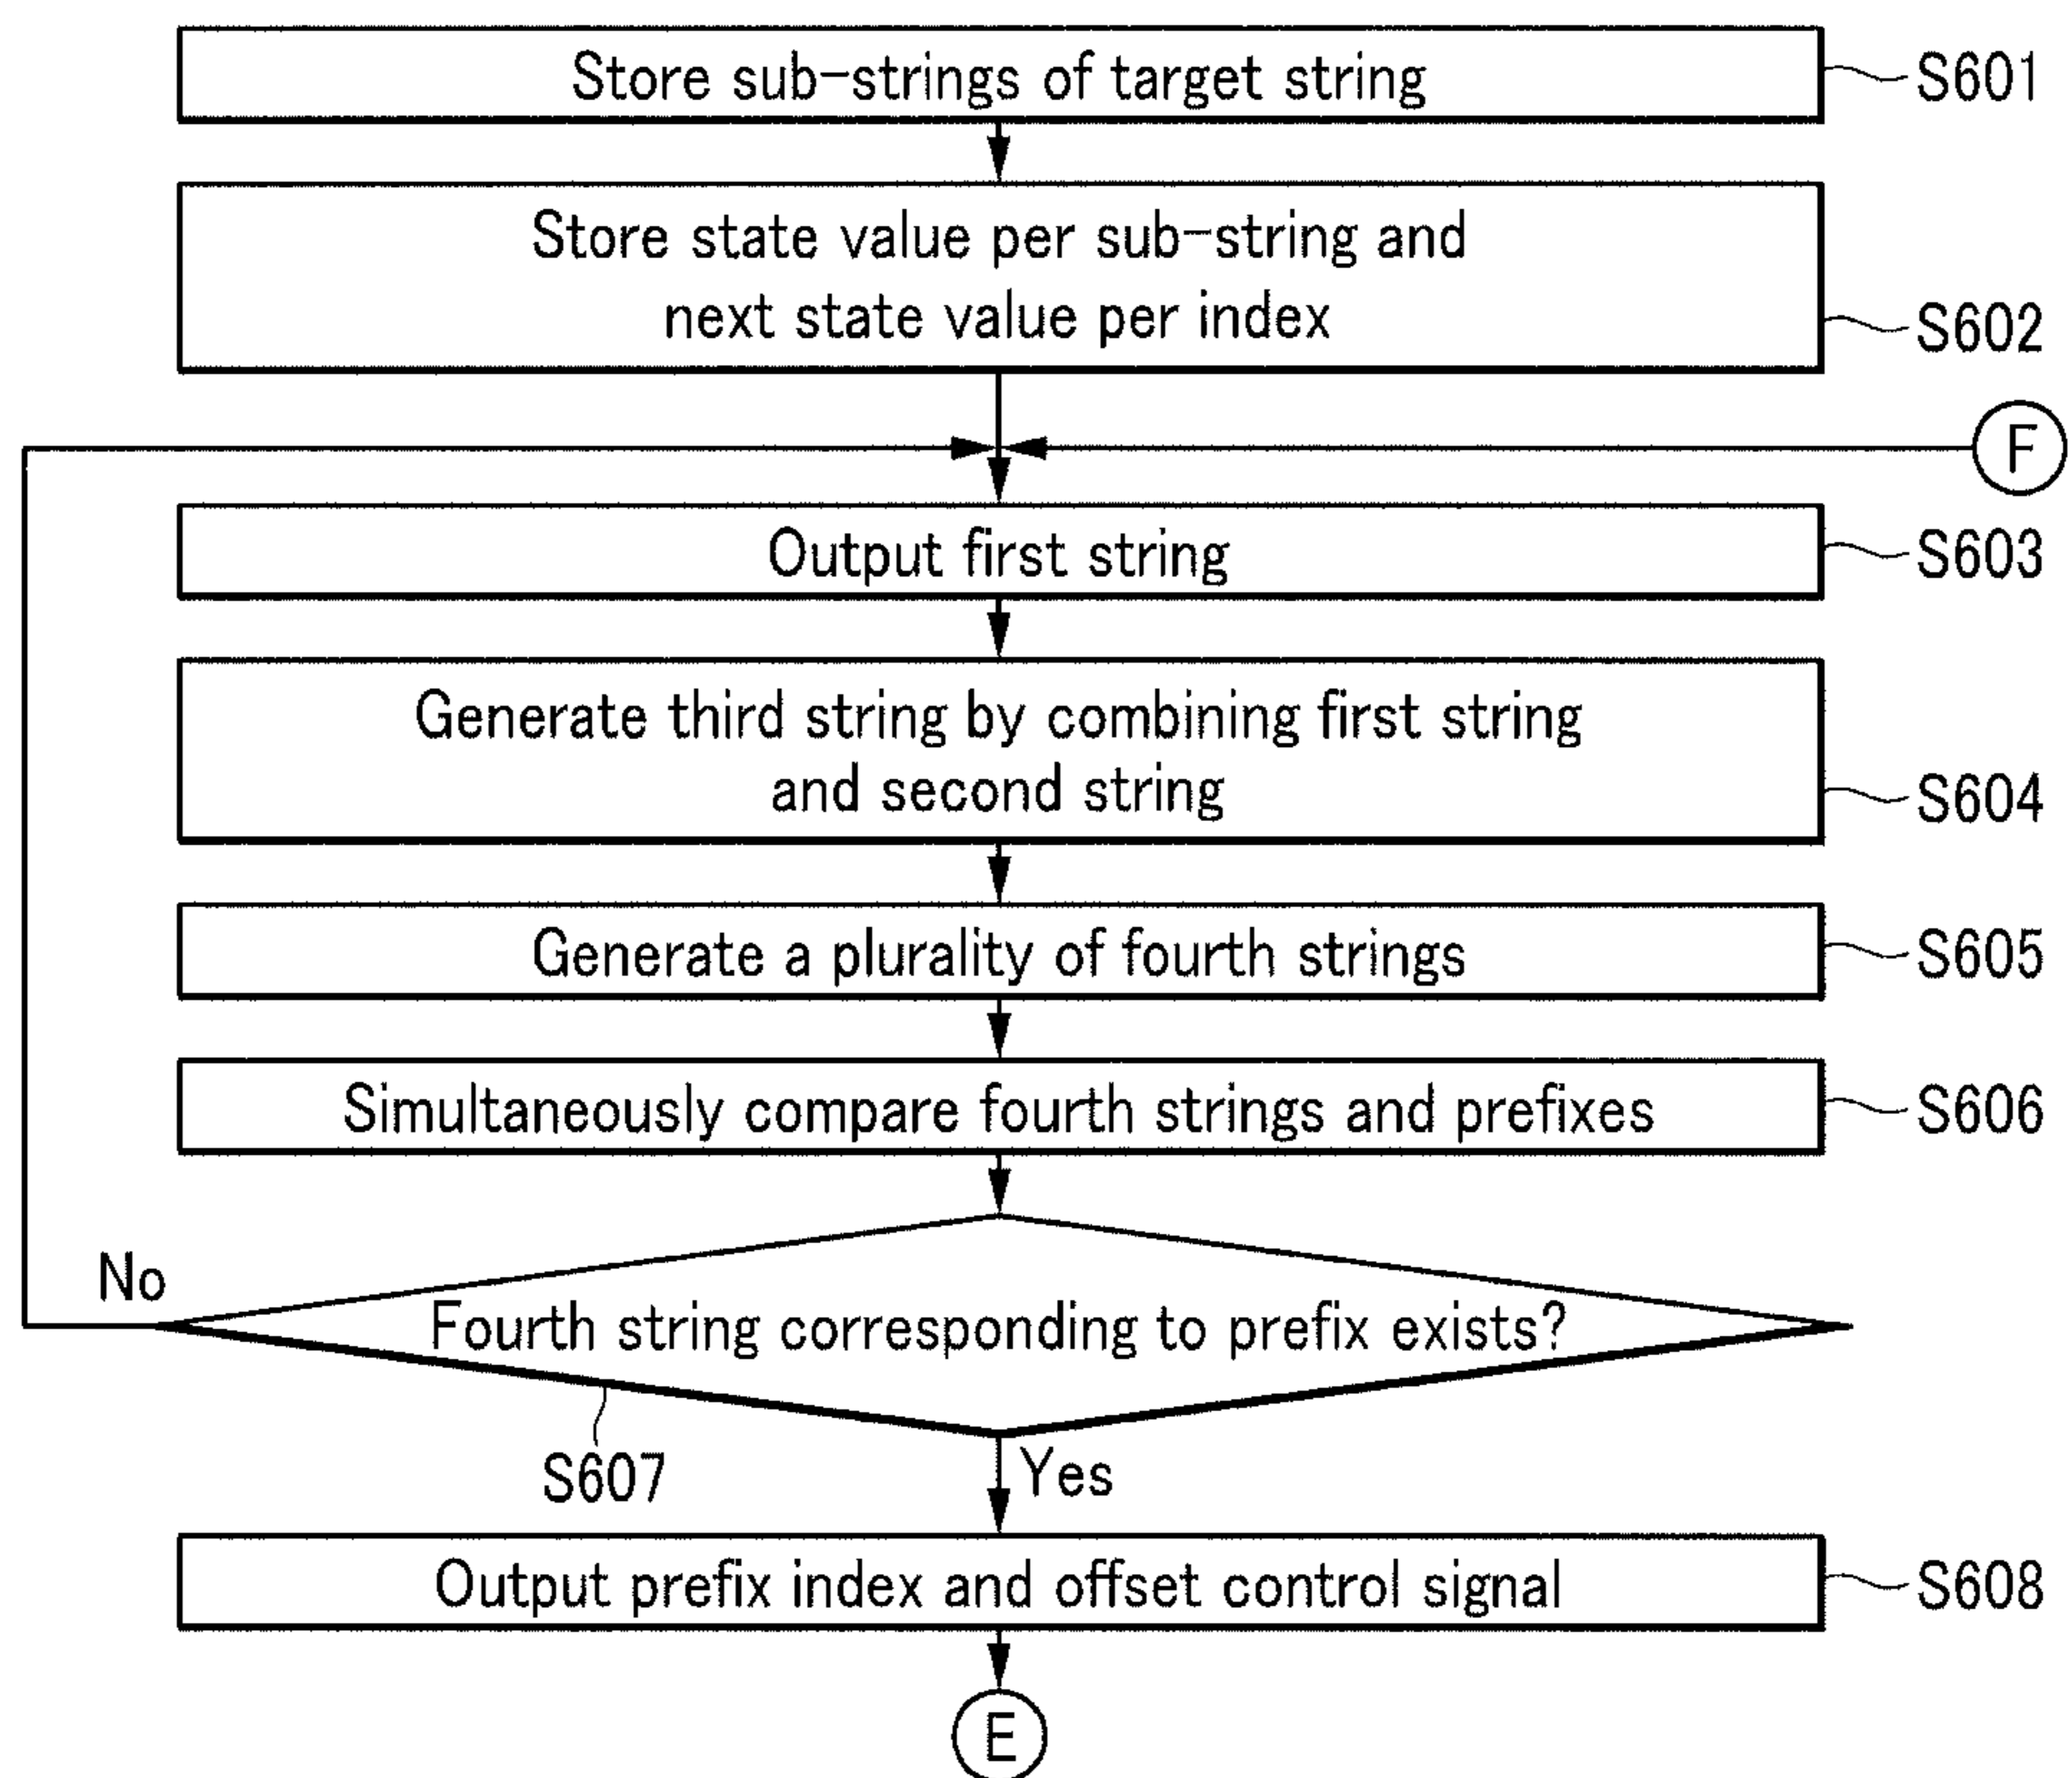 Store sub-strings of target string
S601
Store state value per sub-string and
next state value per index
S602
F
Output first string
S603
Generate third string by combining first string
and second string
S604
Generate a plurality of fourth strings
S605
Simultaneously compare fourth strings and prefixes
S606
No
Fourth string corresponding to prefix exists?
S607
Yes
Output prefix index and offset control signal
S608
E